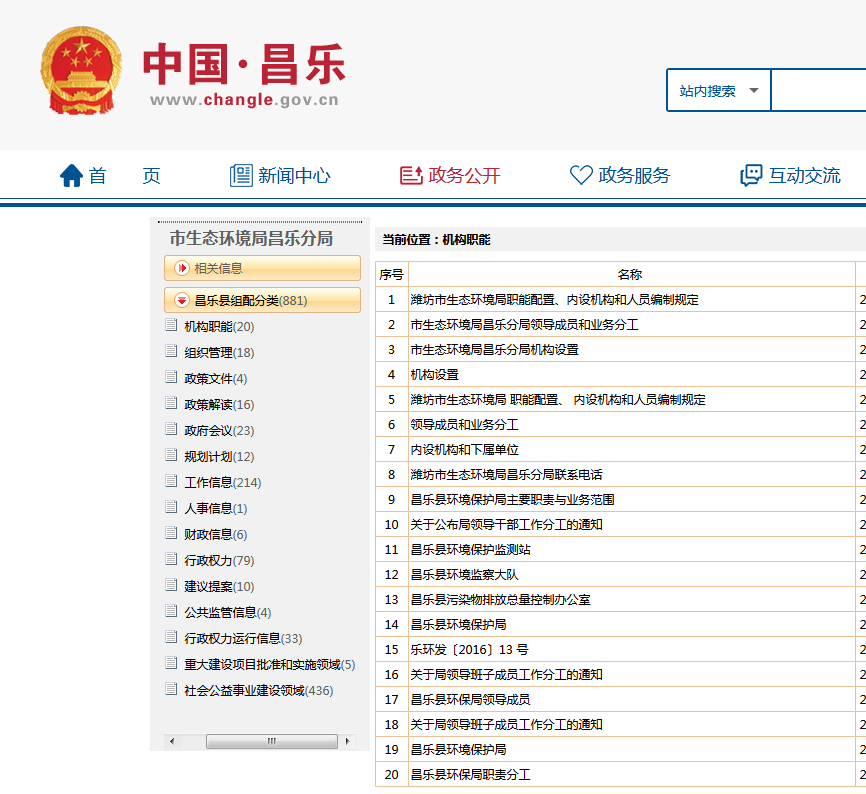 中国·昌乐
www.changle.gov.cn
站内搜索
首 页 新闻中心 政务公开 政务服务 互动交流
市生态环境局昌乐分局
相关信息
昌乐县组配分类(881)
机构职能(20)
组织管理(18)
政策文件(4)
政策解读(16)
政府会议(23)
规划计划(12)
工作信息(214)
人事信息(1)
财政信息(6)
行政权力(79)
建议提案(10)
公共监管信息(4)
行政权力运行信息(33)
重大建设项目批准和实施领域(5)
社会公益事业建设领域(436)
当前位置：机构职能
序号 名称
1 潍坊市生态环境局职能配置、内设机构和人员编制规定 2
2 市生态环境局昌乐分局领导成员和业务分工 2
3 市生态环境局昌乐分局机构设置 2
4 机构设置 2
5 潍坊市生态环境局 职能配置、 内设机构和人员编制规定 2
6 领导成员和业务分工 2
7 内设机构和下属单位 2
8 潍坊市生态环境局昌乐分局联系电话 2
9 昌乐县环境保护局主要职责与业务范围 2
10 关于公布局领导干部工作分工的通知 2
11 昌乐县环境保护监测站 2
12 昌乐县环境监察大队 2
13 昌乐县污染物排放总量控制办公室 2
14 昌乐县环境保护局 2
15 乐环发〔2016〕13 号 2
16 关于局领导班子成员工作分工的通知 2
17 昌乐县环保局领导成员 2
18 关于局领导班子成员工作分工的通知 2
19 昌乐县环境保护局 2
20 昌乐县环保局职责分工 2